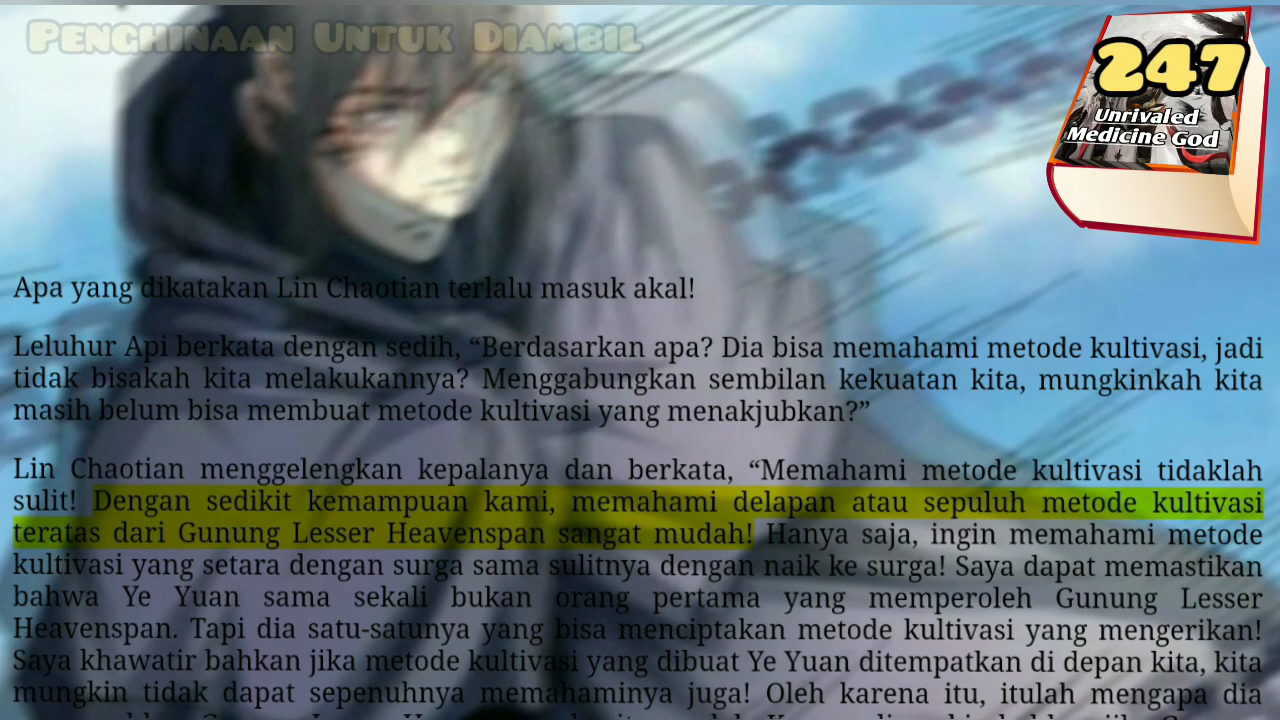 Penghinaan Untuk Diambil
247
Unrivaled
Medicine God
Apa yang dikatakan Lin Chaotian terlalu masuk akal!
Leluhur Api berkata dengan sedih, “Berdasarkan apa? Dia bisa memahami metode kultivasi, jadi
tidak bisakah kita melakukannya? Menggabungkan sembilan kekuatan kita, mungkinkah kita
masih belum bisa membuat metode kultivasi yang menakjubkan?”
Lin Chaotian menggelengkan kepalanya dan berkata, “Memahami metode kultivasi tidaklah
sulit! Dengan sedikit kemampuan kami, memahami delapan atau sepuluh metode kultivasi
teratas dari Gunung Lesser Heavenspan sangat mudah! Hanya saja, ingin memahami metode
kultivasi yang setara dengan surga sama sulitnya dengan naik ke surga! Saya dapat memastikan
bahwa Ye Yuan sama sekali bukan orang pertama yang memperoleh Gunung Lesser
Heavenspan. Tapi dia satu-satunya yang bisa menciptakan metode kultivasi yang mengerikan!
Saya khawatir bahkan jika metode kultivasi yang dibuat Ye Yuan ditempatkan di depan kita, kita
mungkin tidak dapat sepenuhnya memahaminya juga! Oleh karena itu, itulah mengapa dia